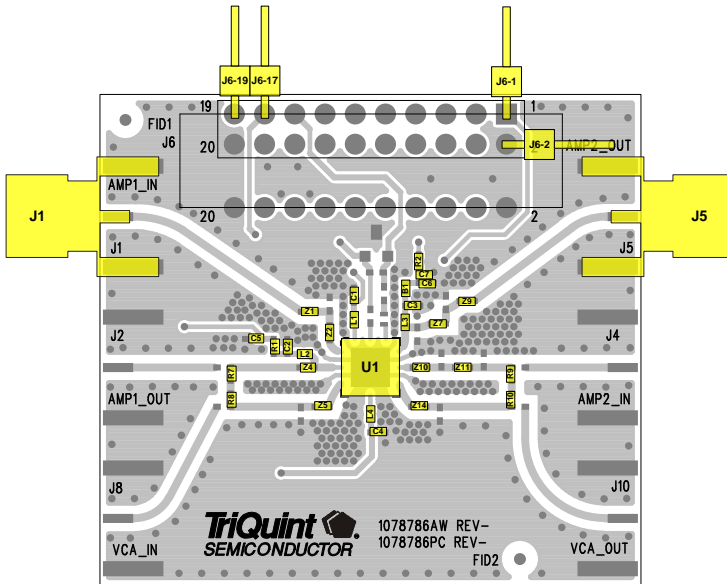 J6-19 J6-17 J6-1
19 1
FID1
J6
J6-2
20 2
AMP2_OUT
AMP1_IN
20 2
J1 J5
J1 J5
R2
C7
C6
B1
C1
Z9
C3
Z1
L1
L3
Z7
Z2
J2 J4
C5
R1
C2
L2
Z4
U1
Z10
Z11
R7
R9
R8
R10
AMP1_OUT AMP2_IN
Z5
L4
Z14
C4
J8 J10
TriQuint
SEMICONDUCTOR
1078786AW REV-
1078786PC REV-
FID2
VCA_IN VCA_OUT